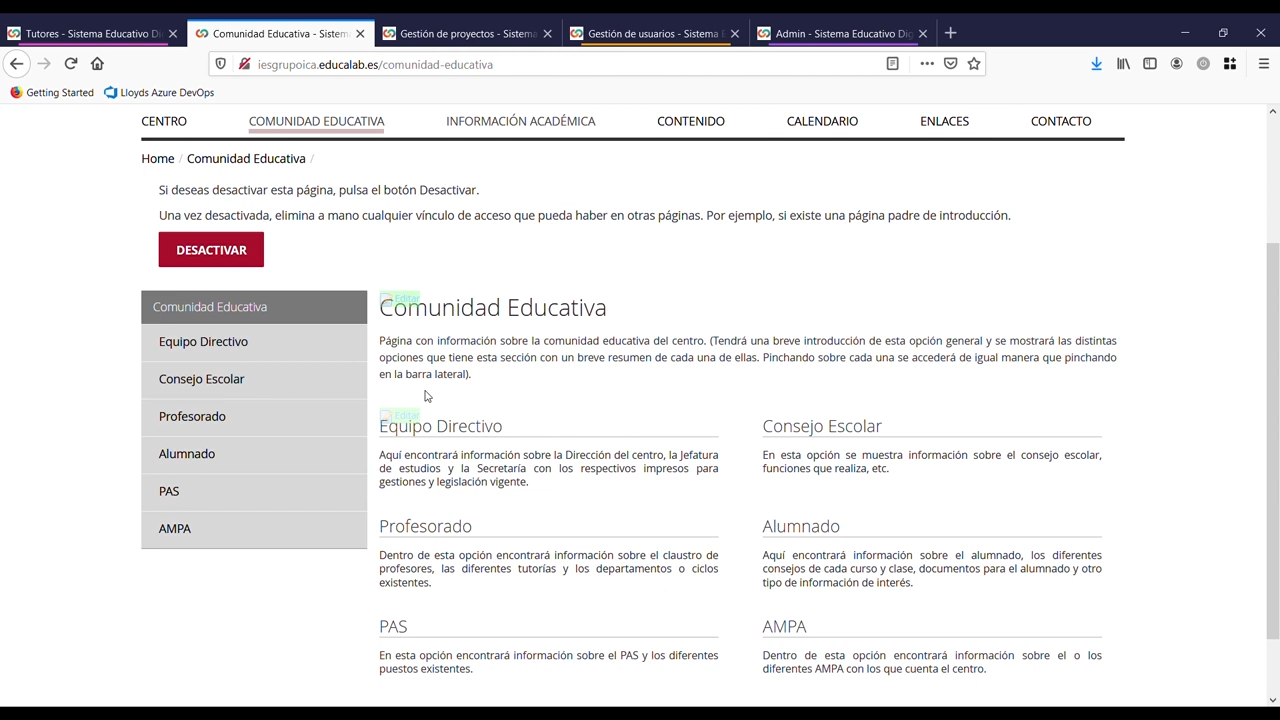 Tutores - Sistema Educativo Di
Comunidad Educativa - Sistem
Gestión de proyectos - Sistema
Gestión de usuarios - Sistema E
Admin - Sistema Educativo Dig
iesgrupoica.educalab.es/comunidad-educativa
Getting Started
Lloyds Azure DevOps
CENTRO
COMUNIDAD EDUCATIVA
INFORMACIÓN ACADÉMICA
CONTENIDO
CALENDARIO
ENLACES
CONTACTO
Home / Comunidad Educativa /
Si deseas desactivar esta página, pulsa el botón Desactivar.
Una vez desactivada, elimina a mano cualquier vínculo de acceso que pueda haber en otras páginas. Por ejemplo, si existe una página padre de introducción.
DESACTIVAR
Comunidad Educativa
Equipo Directivo
Consejo Escolar
Profesorado
Alumnado
PAS
AMPA
Editar
Comunidad Educativa
Página con información sobre la comunidad educativa del centro. (Tendrá una breve introducción de esta opción general y se mostrará las distintas
opciones que tiene esta sección con un breve resumen de cada una de ellas. Pinchando sobre cada una se accederá de igual manera que pinchando
en la barra lateral).
Editar
Equipo Directivo
Aquí encontrará información sobre la Dirección del centro, la Jefatura
de estudios y la Secretaría con los respectivos impresos para
gestiones y legislación vigente.
Consejo Escolar
En esta opción se muestra información sobre el consejo escolar,
funciones que realiza, etc.
Profesorado
Dentro de esta opción encontrará información sobre el claustro de
profesores, las diferentes tutorías y los departamentos o ciclos
existentes.
Alumnado
Aquí encontrará información sobre el alumnado, los diferentes
consejos de cada curso y clase, documentos para el alumnado y otro
tipo de información de interés.
PAS
En esta opción encontrará información sobre el PAS y los diferentes
puestos existentes.
AMPA
Dentro de esta opción encontrará información sobre el o los
diferentes AMPA con los que cuenta el centro.